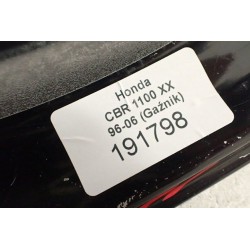 Honda
CBR 1100 XX
96-06 (Gaźnik)
191798